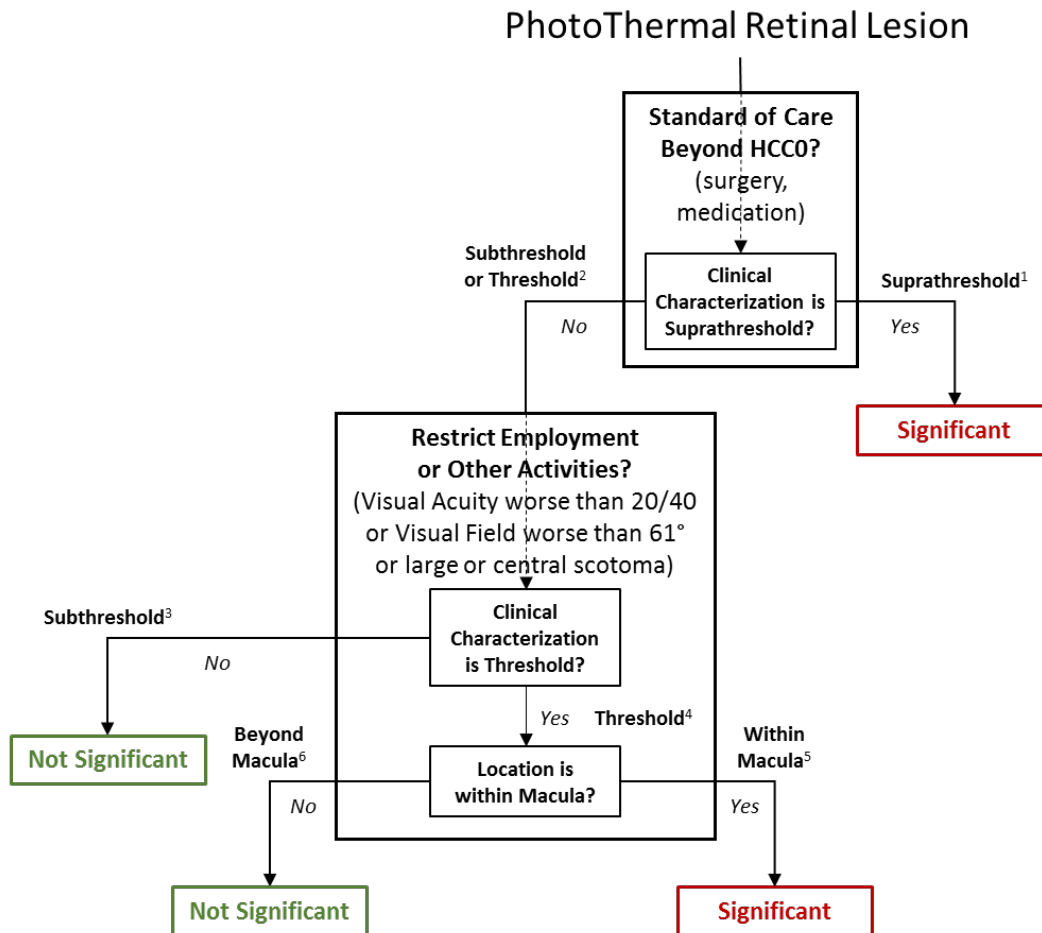 PhotoThermal Retinal Lesion
Standard of Care
Beyond HCC0?
(surgery,
medication)
Subthreshold
or Threshold²
No
Clinical
Characterization is
Suprathreshold?
Suprathreshold¹
Yes
Significant
Restrict Employment
or Other Activities?
(Visual Acuity worse than 20/40
or Visual Field worse than 61°
or large or central scotoma)
Subthreshold³
No
Clinical
Characterization
is Threshold?
Not Significant
Yes
Threshold⁴
Beyond
Macula⁶
No
Location is
within Macula?
Within
Macula⁵
Yes
Not Significant
Significant